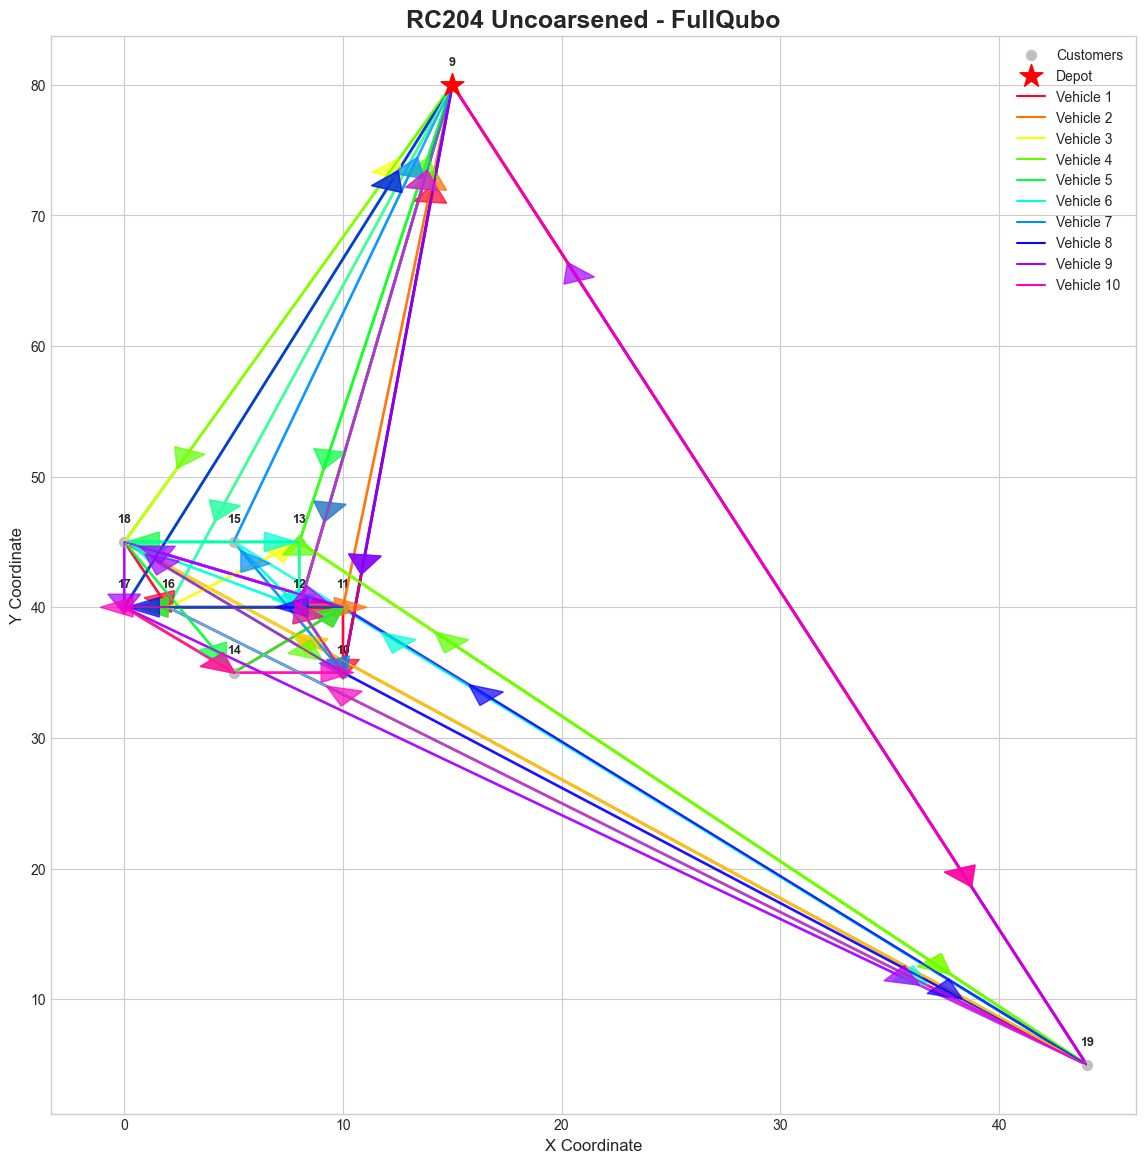 RC204 Uncoarsened - FullQubo
Customers
Depot
Vehicle 1
Vehicle 2
Vehicle 3
Vehicle 4
Vehicle 5
Vehicle 6
Vehicle 7
Vehicle 8
Vehicle 9
Vehicle 10
9
18
15
13
17
16
12
11
14
10
19
80
70
60
50
40
30
20
10
Y Coordinate
0
10
20
30
40
X Coordinate